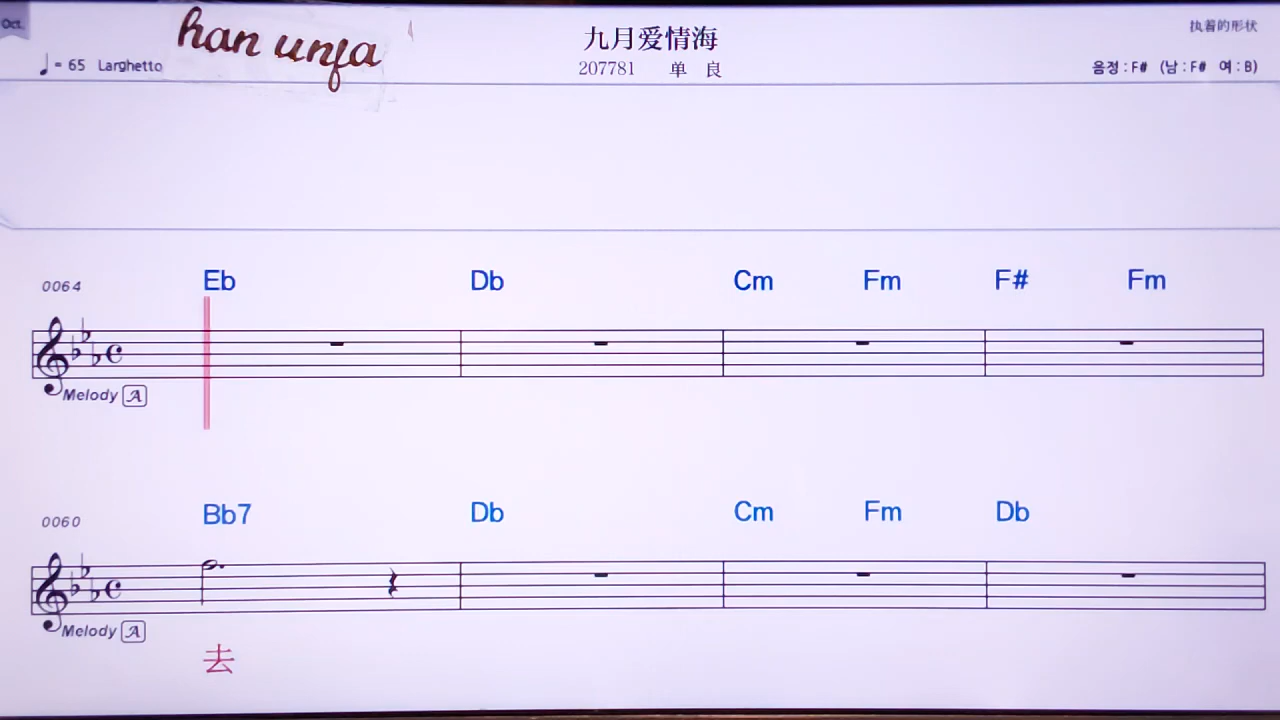 Oct.
han unfa
九月爱情海
执着的形状
♩= 65 Larghetto
207781 单 良
음정 : F# (남 : F# 여 : B)
Eb Db Cm Fm F# Fm
0064
Melody A
Bb7 Db Cm Fm Db
0060
Melody A
去